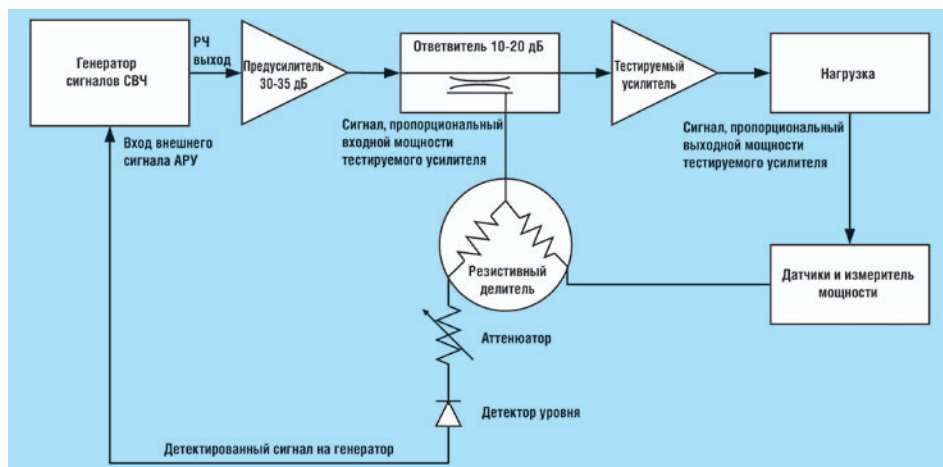 Генератор
сигналов СВЧ
РЧ
выход
Предусилитель
30-35 дБ
Ответвитель 10-20 дБ
Тестируемый
усилитель
Нагрузка
Вход внешнего
сигнала АРУ
Сигнал, пропорциональный
входной мощности
тестируемого усилителя
Сигнал, пропорциональный
выходной мощности
тестируемого усилителя
Резистивный
делитель
Датчики и измеритель
мощности
Аттенюатор
Детектор уровня
Детектированный сигнал на генератор